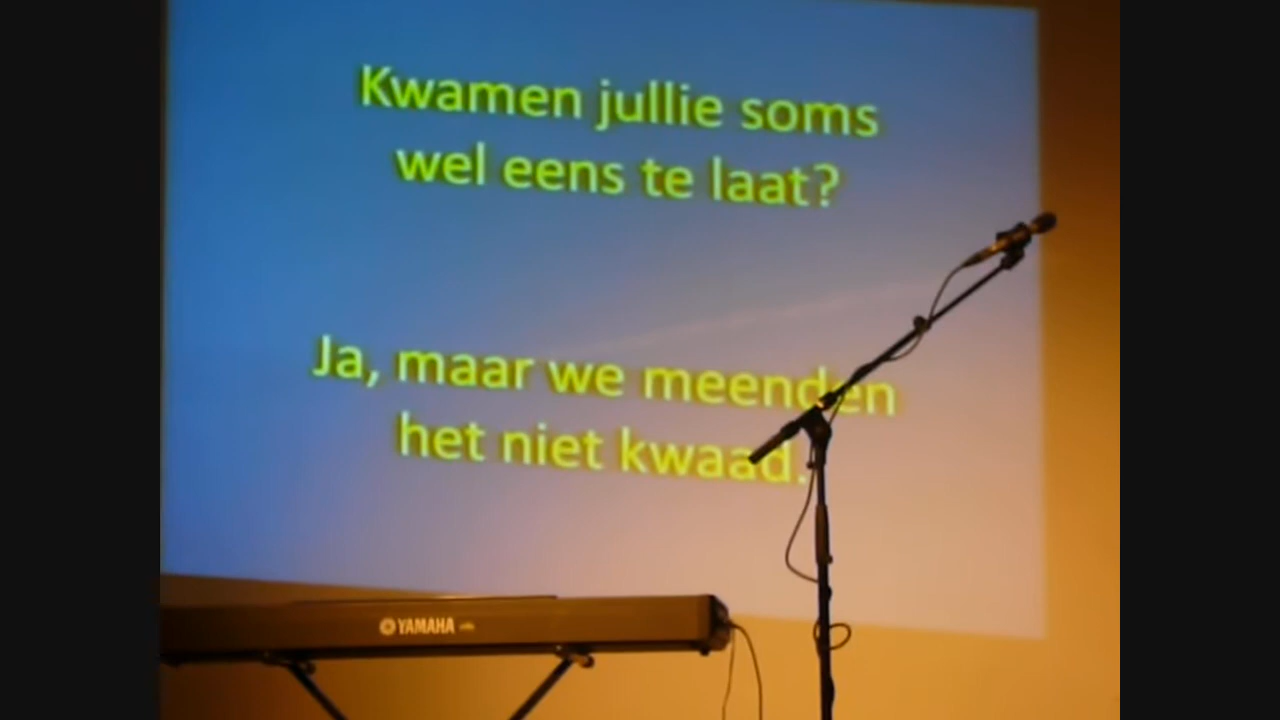 Kwamen jullie soms
wel eens te laat?
Ja, maar we meenden
het niet kwaad.
YAMAHA